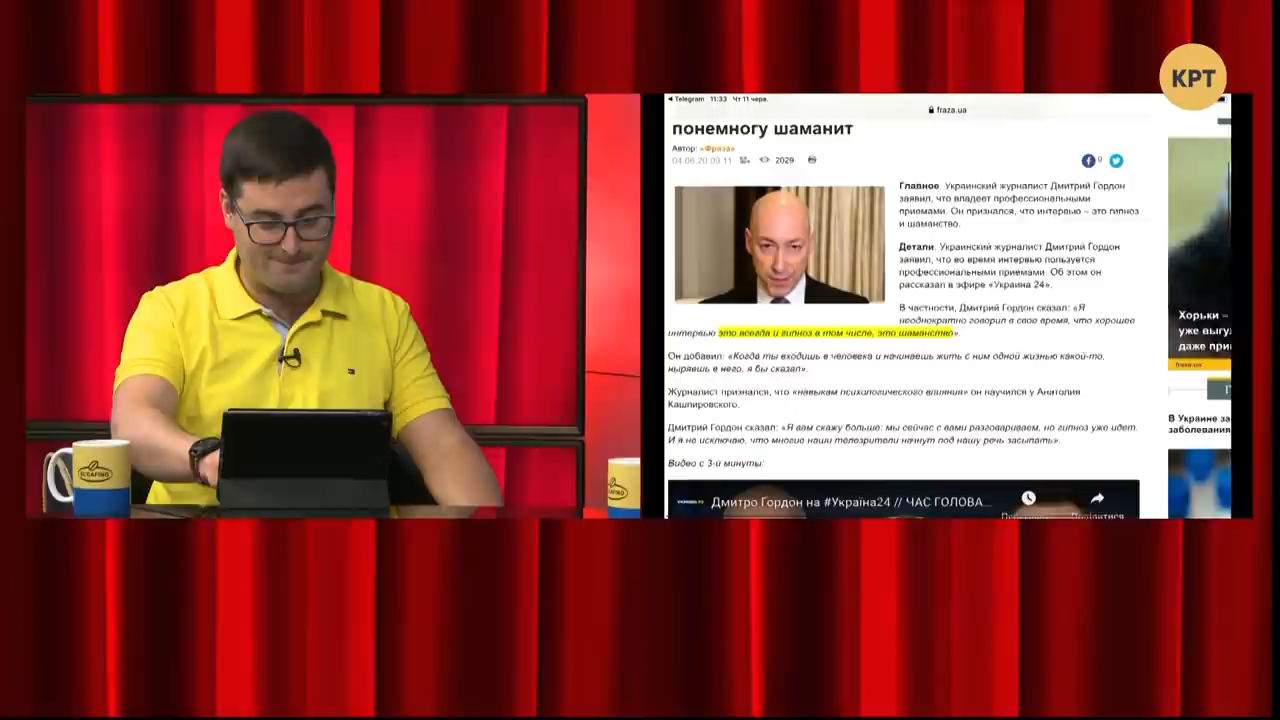 КРТ
Telegram 11:33 Чт 11 черв.
fraza.ua
понемногу шаманит
Автор: «Фраза»
04.06.20 09:11 2029
0
Главное. Украинский журналист Дмитрий Гордон
заявил, что владеет профессиональными
приемами. Он признался, что интервью – это гипноз
и шаманство.
Детали. Украинский журналист Дмитрий Гордон
заявил, что во время интервью пользуется
профессиональными приемами. Об этом он
рассказал в эфире «Украина 24».
В частности, Дмитрий Гордон сказал: «Я
неоднократно говорил в свое время, что хорошее
интервью это всегда и гипноз в том числе, это шаманство».
Он добавил: «Когда ты входишь в человека и начинаешь жить с ним одной жизнью какой-то,
ныряешь в него, я бы сказал».
Журналист признался, что «навыкам психологического влияния» он научился у Анатолия
Кашпировского.
Дмитрий Гордон сказал: «Я вам скажу больше: мы сейчас с вами разговариваем, но гипноз уже идет.
И я не исключаю, что многие наши телезрители начнут под нашу речь засыпать».
Видео с 3-й минуты:
Дмитро Гордон на #Україна24 // ЧАС ГОЛОВА...
Хорьки –
уже выгу
даже при
fraza.ua
В Украине за
заболевания